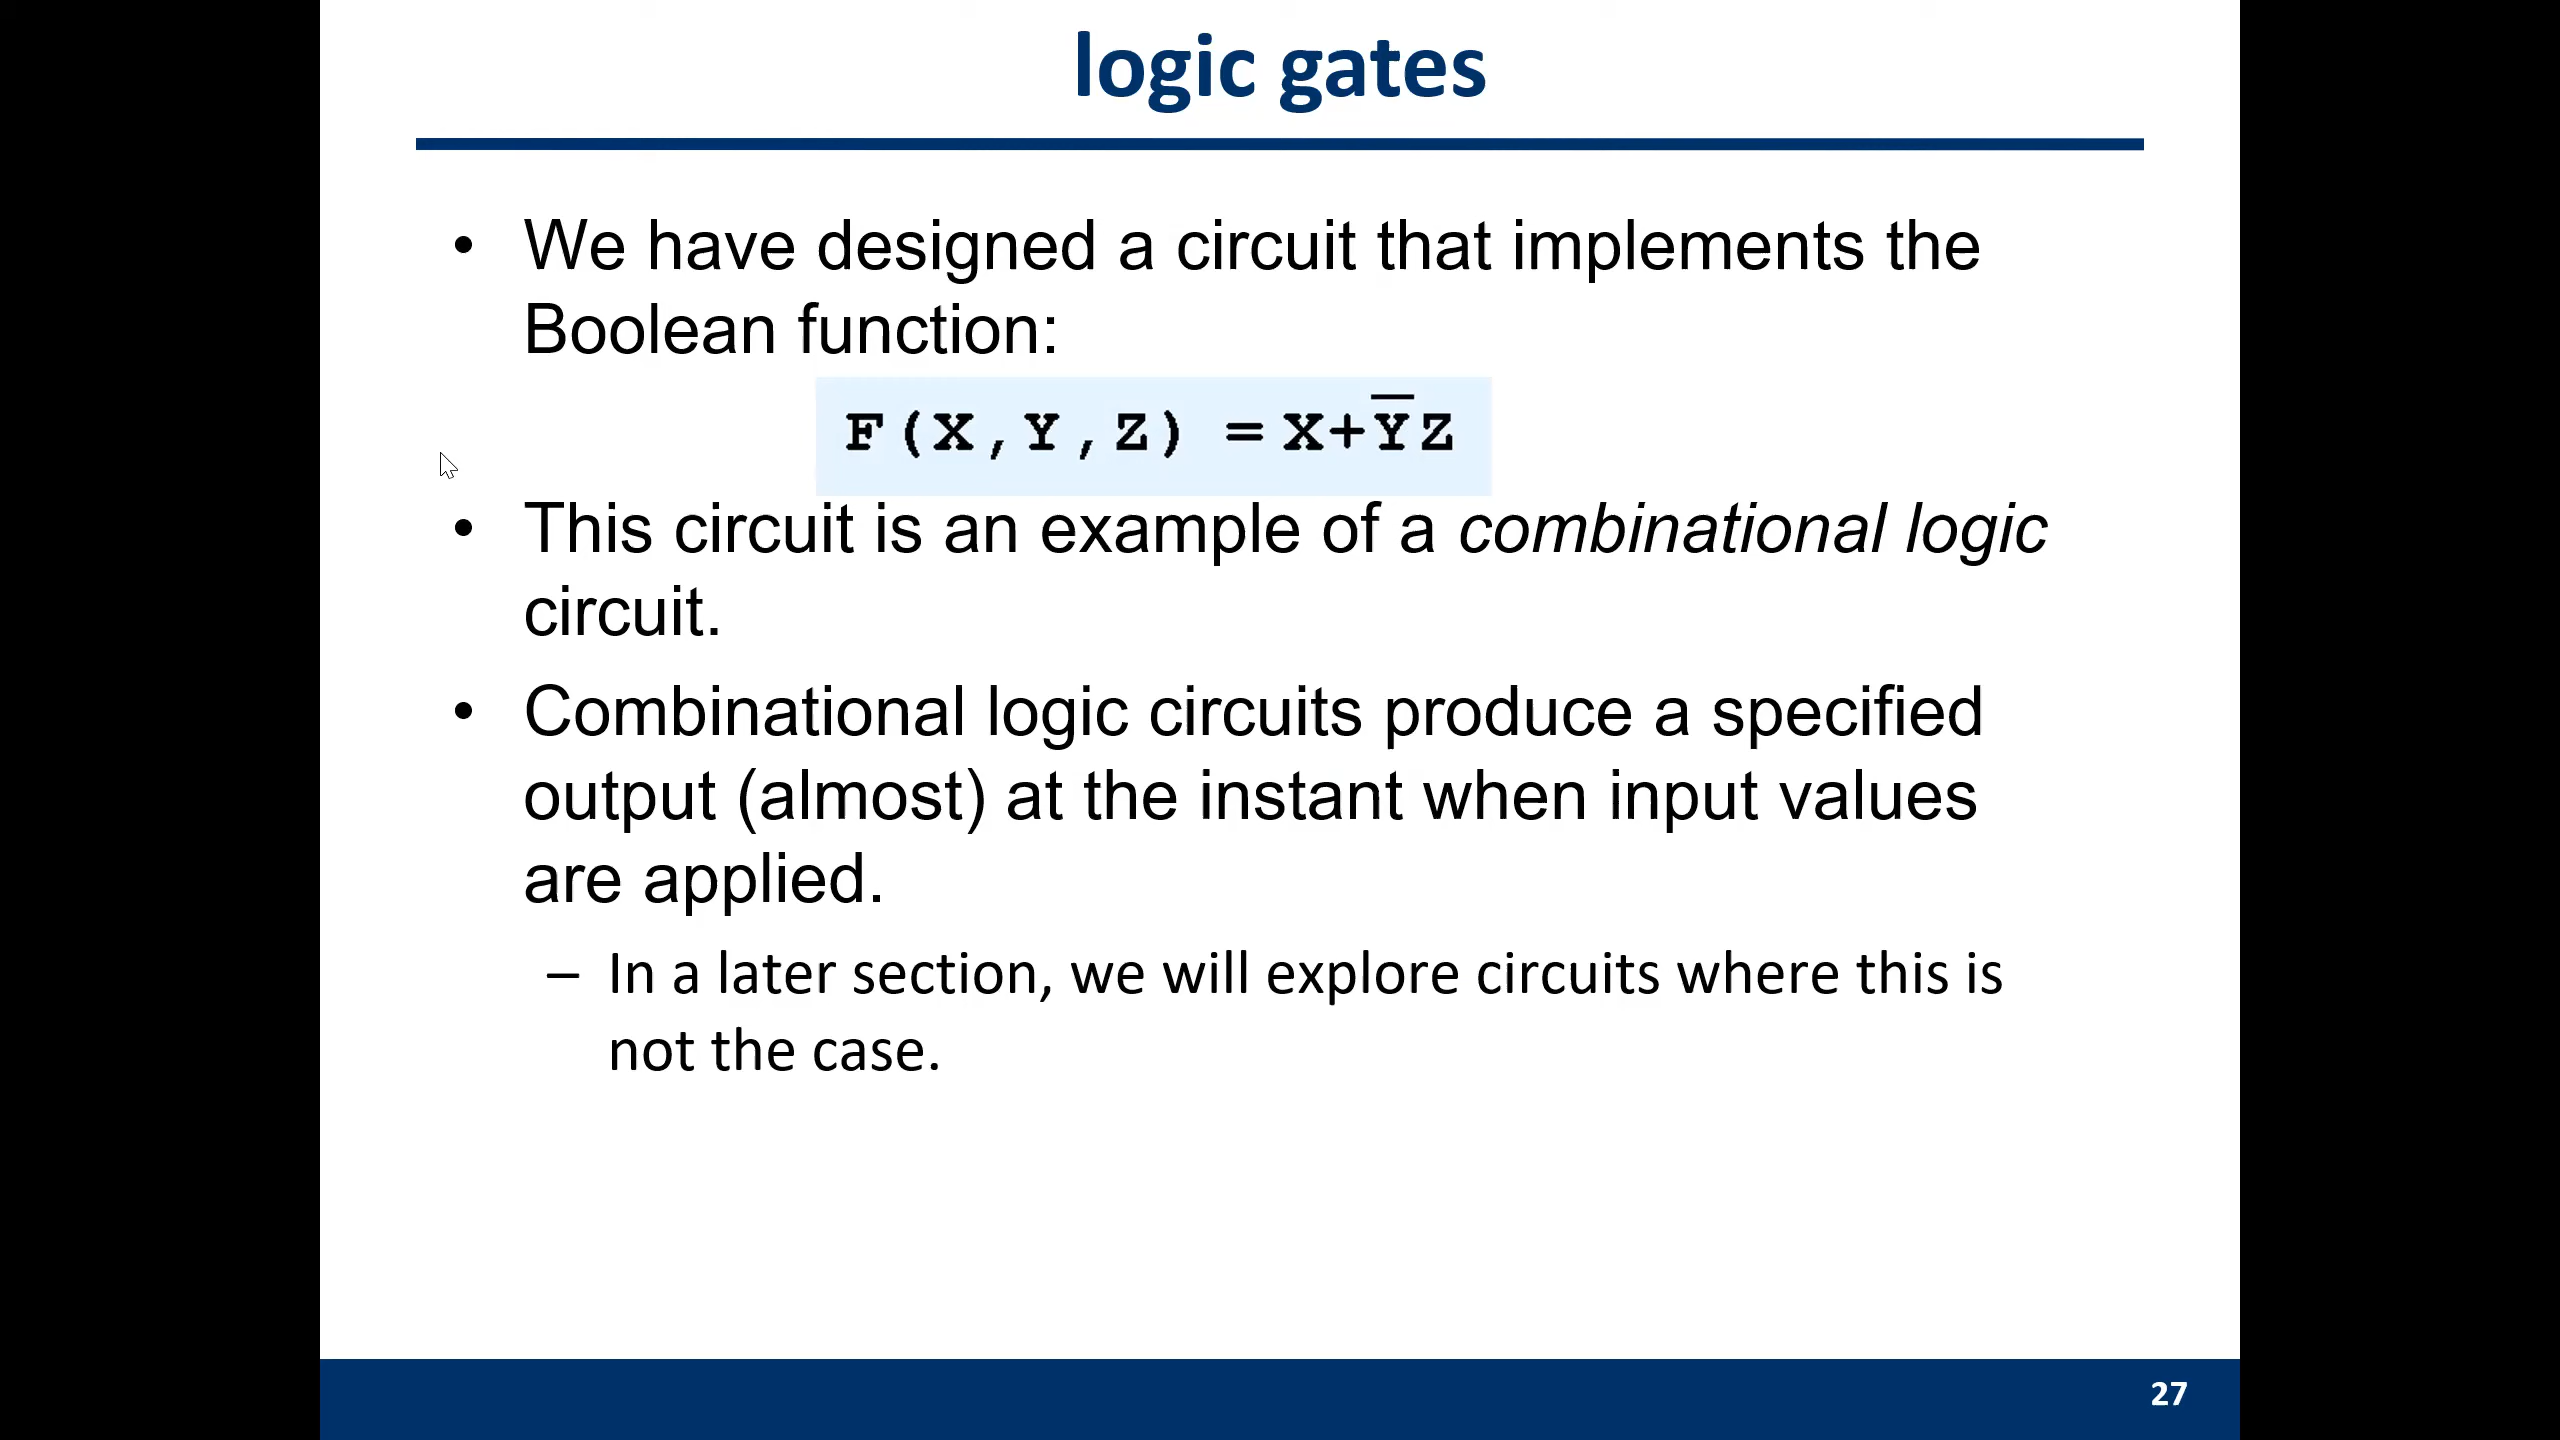 logic gates
• We have designed a circuit that implements the
Boolean function:
F(X,Y,Z) = X+Y̅Z
• This circuit is an example of a combinational logic
circuit.
• Combinational logic circuits produce a specified
output (almost) at the instant when input values
are applied.
– In a later section, we will explore circuits where this is
not the case.
27